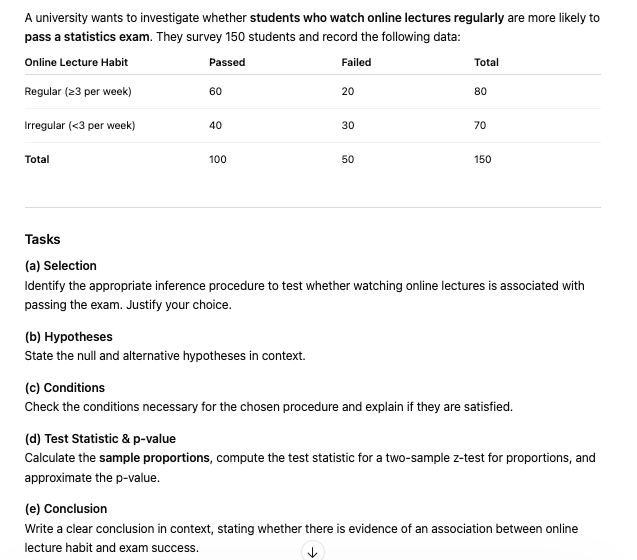 A university wants to investigate whether students who watch online lectures regularly are more likely to
pass a statistics exam. They survey 150 students and record the following data:
Online Lecture Habit Passed Failed Total
Regular (≥3 per week) 60 20 80
Irregular (<3 per week) 40 30 70
Total 100 50 150
Tasks
(a) Selection
Identify the appropriate inference procedure to test whether watching online lectures is associated with
passing the exam. Justify your choice.
(b) Hypotheses
State the null and alternative hypotheses in context.
(c) Conditions
Check the conditions necessary for the chosen procedure and explain if they are satisfied.
(d) Test Statistic & p-value
Calculate the sample proportions, compute the test statistic for a two-sample z-test for proportions, and
approximate the p-value.
(e) Conclusion
Write a clear conclusion in context, stating whether there is evidence of an association between online
lecture habit and exam success.